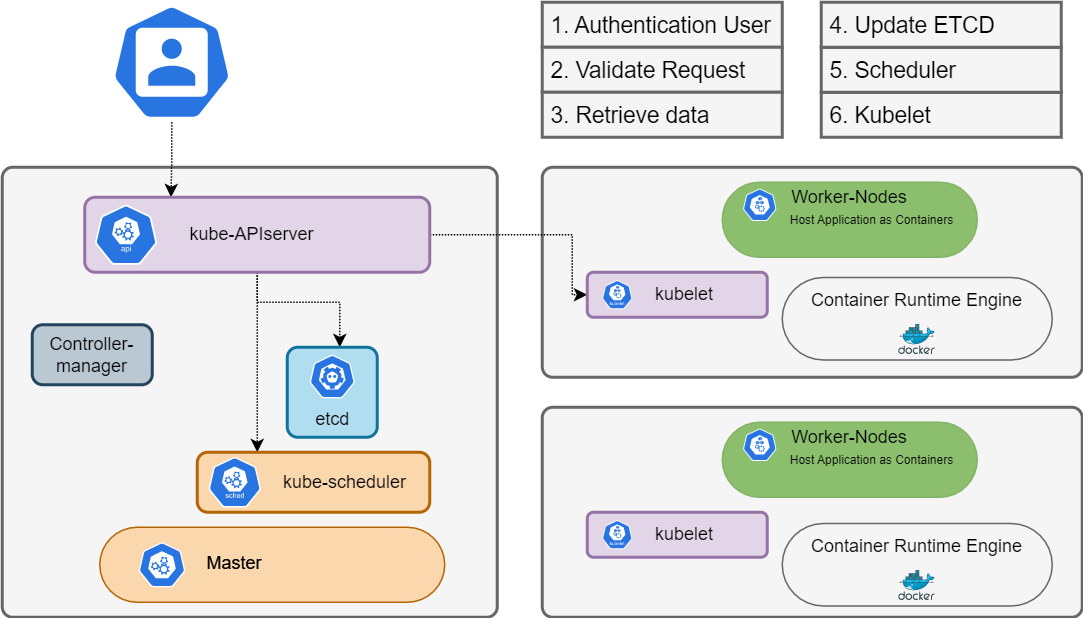 1. Authentication User
2. Validate Request
3. Retrieve data
4. Update ETCD
5. Scheduler
6. Kubelet
api
kube-APIserver
Controller-
manager
etcd
sched
kube-scheduler
Master
Worker-Nodes
Host Application as Containers
kubelet
kubelet
Container Runtime Engine
docker
Worker-Nodes
Host Application as Containers
kubelet
kubelet
Container Runtime Engine
docker